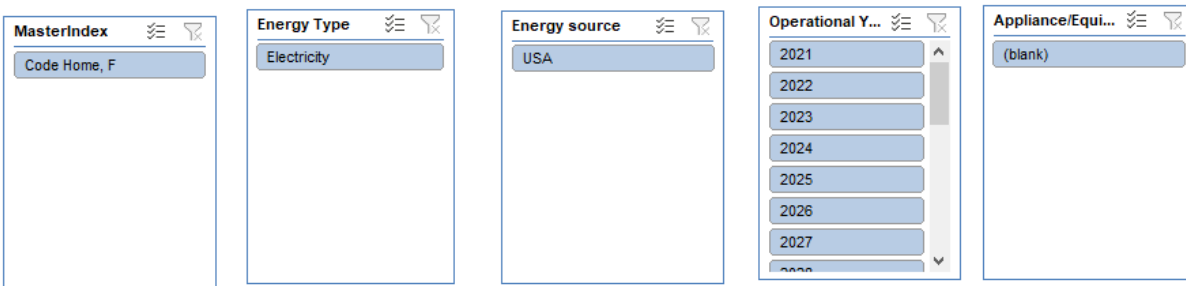 MasterIndex
Code Home, F
Energy Type
Electricity
Energy source
USA
Operational Y...
2021
2022
2023
2024
2025
2026
2027
Appliance/Equi...
(blank)